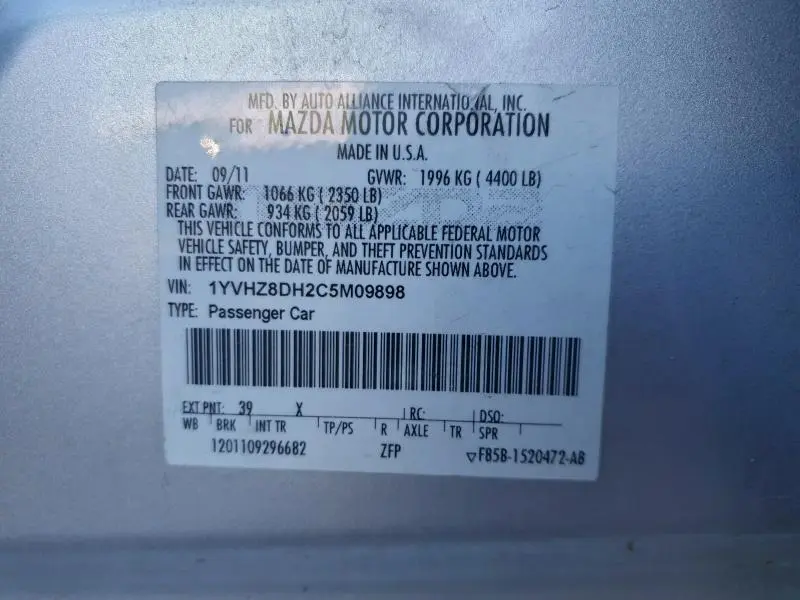 MFD. BY AUTO ALLIANCE INTERNATIONAL, INC.
FOR MAZDA MOTOR CORPORATION
MADE IN U.S.A.
DATE: 09/11 GVWR: 1996 KG ( 4400 LB)
FRONT GAWR: 1066 KG ( 2350 LB)
REAR GAWR: 934 KG ( 2059 LB)
THIS VEHICLE CONFORMS TO ALL APPLICABLE FEDERAL MOTOR
VEHICLE SAFETY, BUMPER, AND THEFT PREVENTION STANDARDS
IN EFFECT ON THE DATE OF MANUFACTURE SHOWN ABOVE.
VIN: 1YVHZ8DH2C5M09898
TYPE: Passenger Car
EXT PNT: 39 X RC: DSO:
WB BRK INT TR TP/PS R AXLE TR SPR
1201109296682 ZFP ▽F85B-1520472-AB